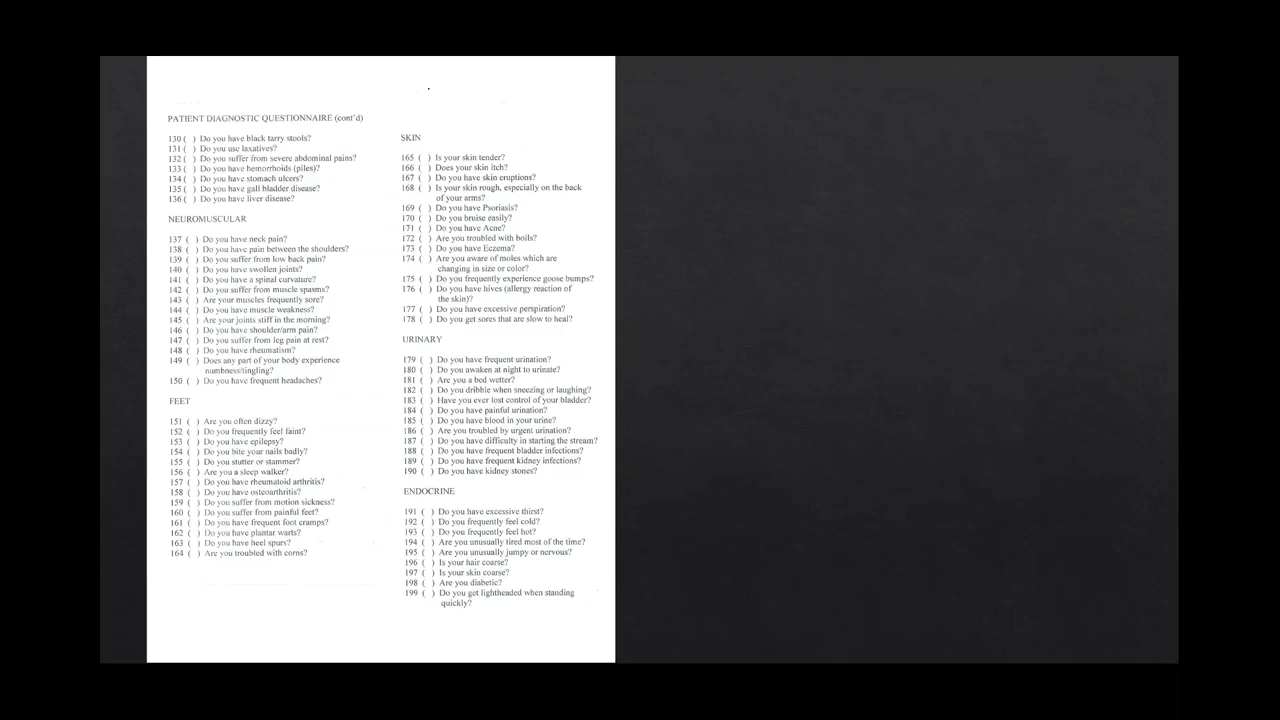 PATIENT DIAGNOSTIC QUESTIONNAIRE (cont'd)
130 ( ) Do you have black tarry stools?
131 ( ) Do you use laxatives?
132 ( ) Do you suffer from severe abdominal pains?
133 ( ) Do you have hemorrhoids (piles)?
134 ( ) Do you have stomach ulcers?
135 ( ) Do you have gall bladder disease?
136 ( ) Do you have liver disease?
NEUROMUSCULAR
137 ( ) Do you have neck pain?
138 ( ) Do you have pain between the shoulders?
139 ( ) Do you suffer from low back pain?
140 ( ) Do you have swollen joints?
141 ( ) Do you have a spinal curvature?
142 ( ) Do you suffer from muscle spasms?
143 ( ) Are your muscles frequently sore?
144 ( ) Do you have muscle weakness?
145 ( ) Are your joints stiff in the morning?
146 ( ) Do you have shoulder/arm pain?
147 ( ) Do you suffer from leg pain at rest?
148 ( ) Do you have rheumatism?
149 ( ) Does any part of your body experience
numbness/tingling?
150 ( ) Do you have frequent headaches?
FEET
151 ( ) Are you often dizzy?
152 ( ) Do you frequently feel faint?
153 ( ) Do you have epilepsy?
154 ( ) Do you bite your nails badly?
155 ( ) Do you stutter or stammer?
156 ( ) Are you a sleep walker?
157 ( ) Do you have rheumatoid arthritis?
158 ( ) Do you have osteoarthritis?
159 ( ) Do you suffer from motion sickness?
160 ( ) Do you suffer from painful feet?
161 ( ) Do you have frequent foot cramps?
162 ( ) Do you have plantar warts?
163 ( ) Do you have heel spurs?
164 ( ) Are you troubled with corns?
SKIN
165 ( ) Is your skin tender?
166 ( ) Does your skin itch?
167 ( ) Do you have skin eruptions?
168 ( ) Is your skin rough, especially on the back
of your arms?
169 ( ) Do you have Psoriasis?
170 ( ) Do you bruise easily?
171 ( ) Do you have Acne?
172 ( ) Are you troubled with boils?
173 ( ) Do you have Eczema?
174 ( ) Are you aware of moles which are
changing in size or color?
175 ( ) Do you frequently experience goose bumps?
176 ( ) Do you have hives (allergy reaction of
the skin)?
177 ( ) Do you have excessive perspiration?
178 ( ) Do you get sores that are slow to heal?
URINARY
179 ( ) Do you have frequent urination?
180 ( ) Do you awaken at night to urinate?
181 ( ) Are you a bed wetter?
182 ( ) Do you dribble when sneezing or laughing?
183 ( ) Have you ever lost control of your bladder?
184 ( ) Do you have painful urination?
185 ( ) Do you have blood in your urine?
186 ( ) Are you troubled by urgent urination?
187 ( ) Do you have difficulty in starting the stream?
188 ( ) Do you have frequent bladder infections?
189 ( ) Do you have frequent kidney infections?
190 ( ) Do you have kidney stones?
ENDOCRINE
191 ( ) Do you have excessive thirst?
192 ( ) Do you frequently feel cold?
193 ( ) Do you frequently feel hot?
194 ( ) Are you unusually tired most of the time?
195 ( ) Are you unusually jumpy or nervous?
196 ( ) Is your hair coarse?
197 ( ) Is your skin coarse?
198 ( ) Are you diabetic?
199 ( ) Do you get lightheaded when standing
quickly?